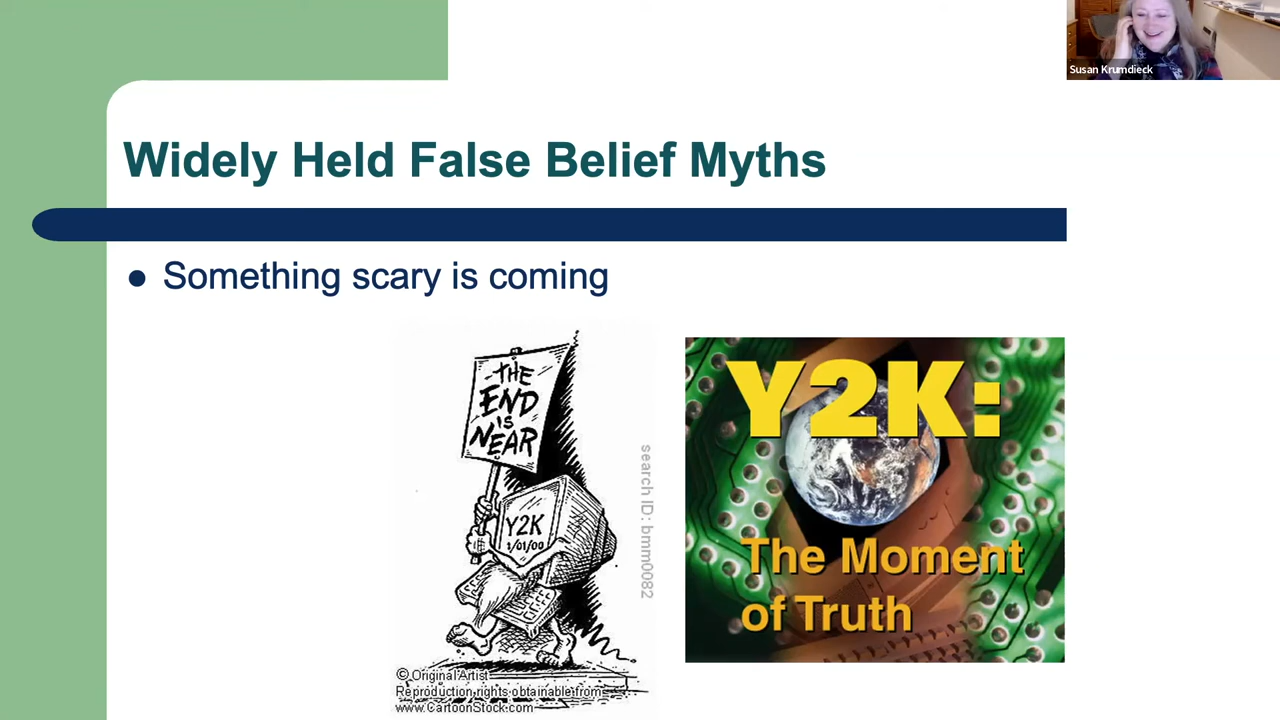 Susan Krumdieck
Widely Held False Belief Myths
Something scary is coming
THE
END
IS
NEAR
Y2K
1/01/00
search ID: bmm0082
© Original Artist
Reproduction rights obtainable from
www.CartoonStock.com
Y2K:
The Moment
of Truth